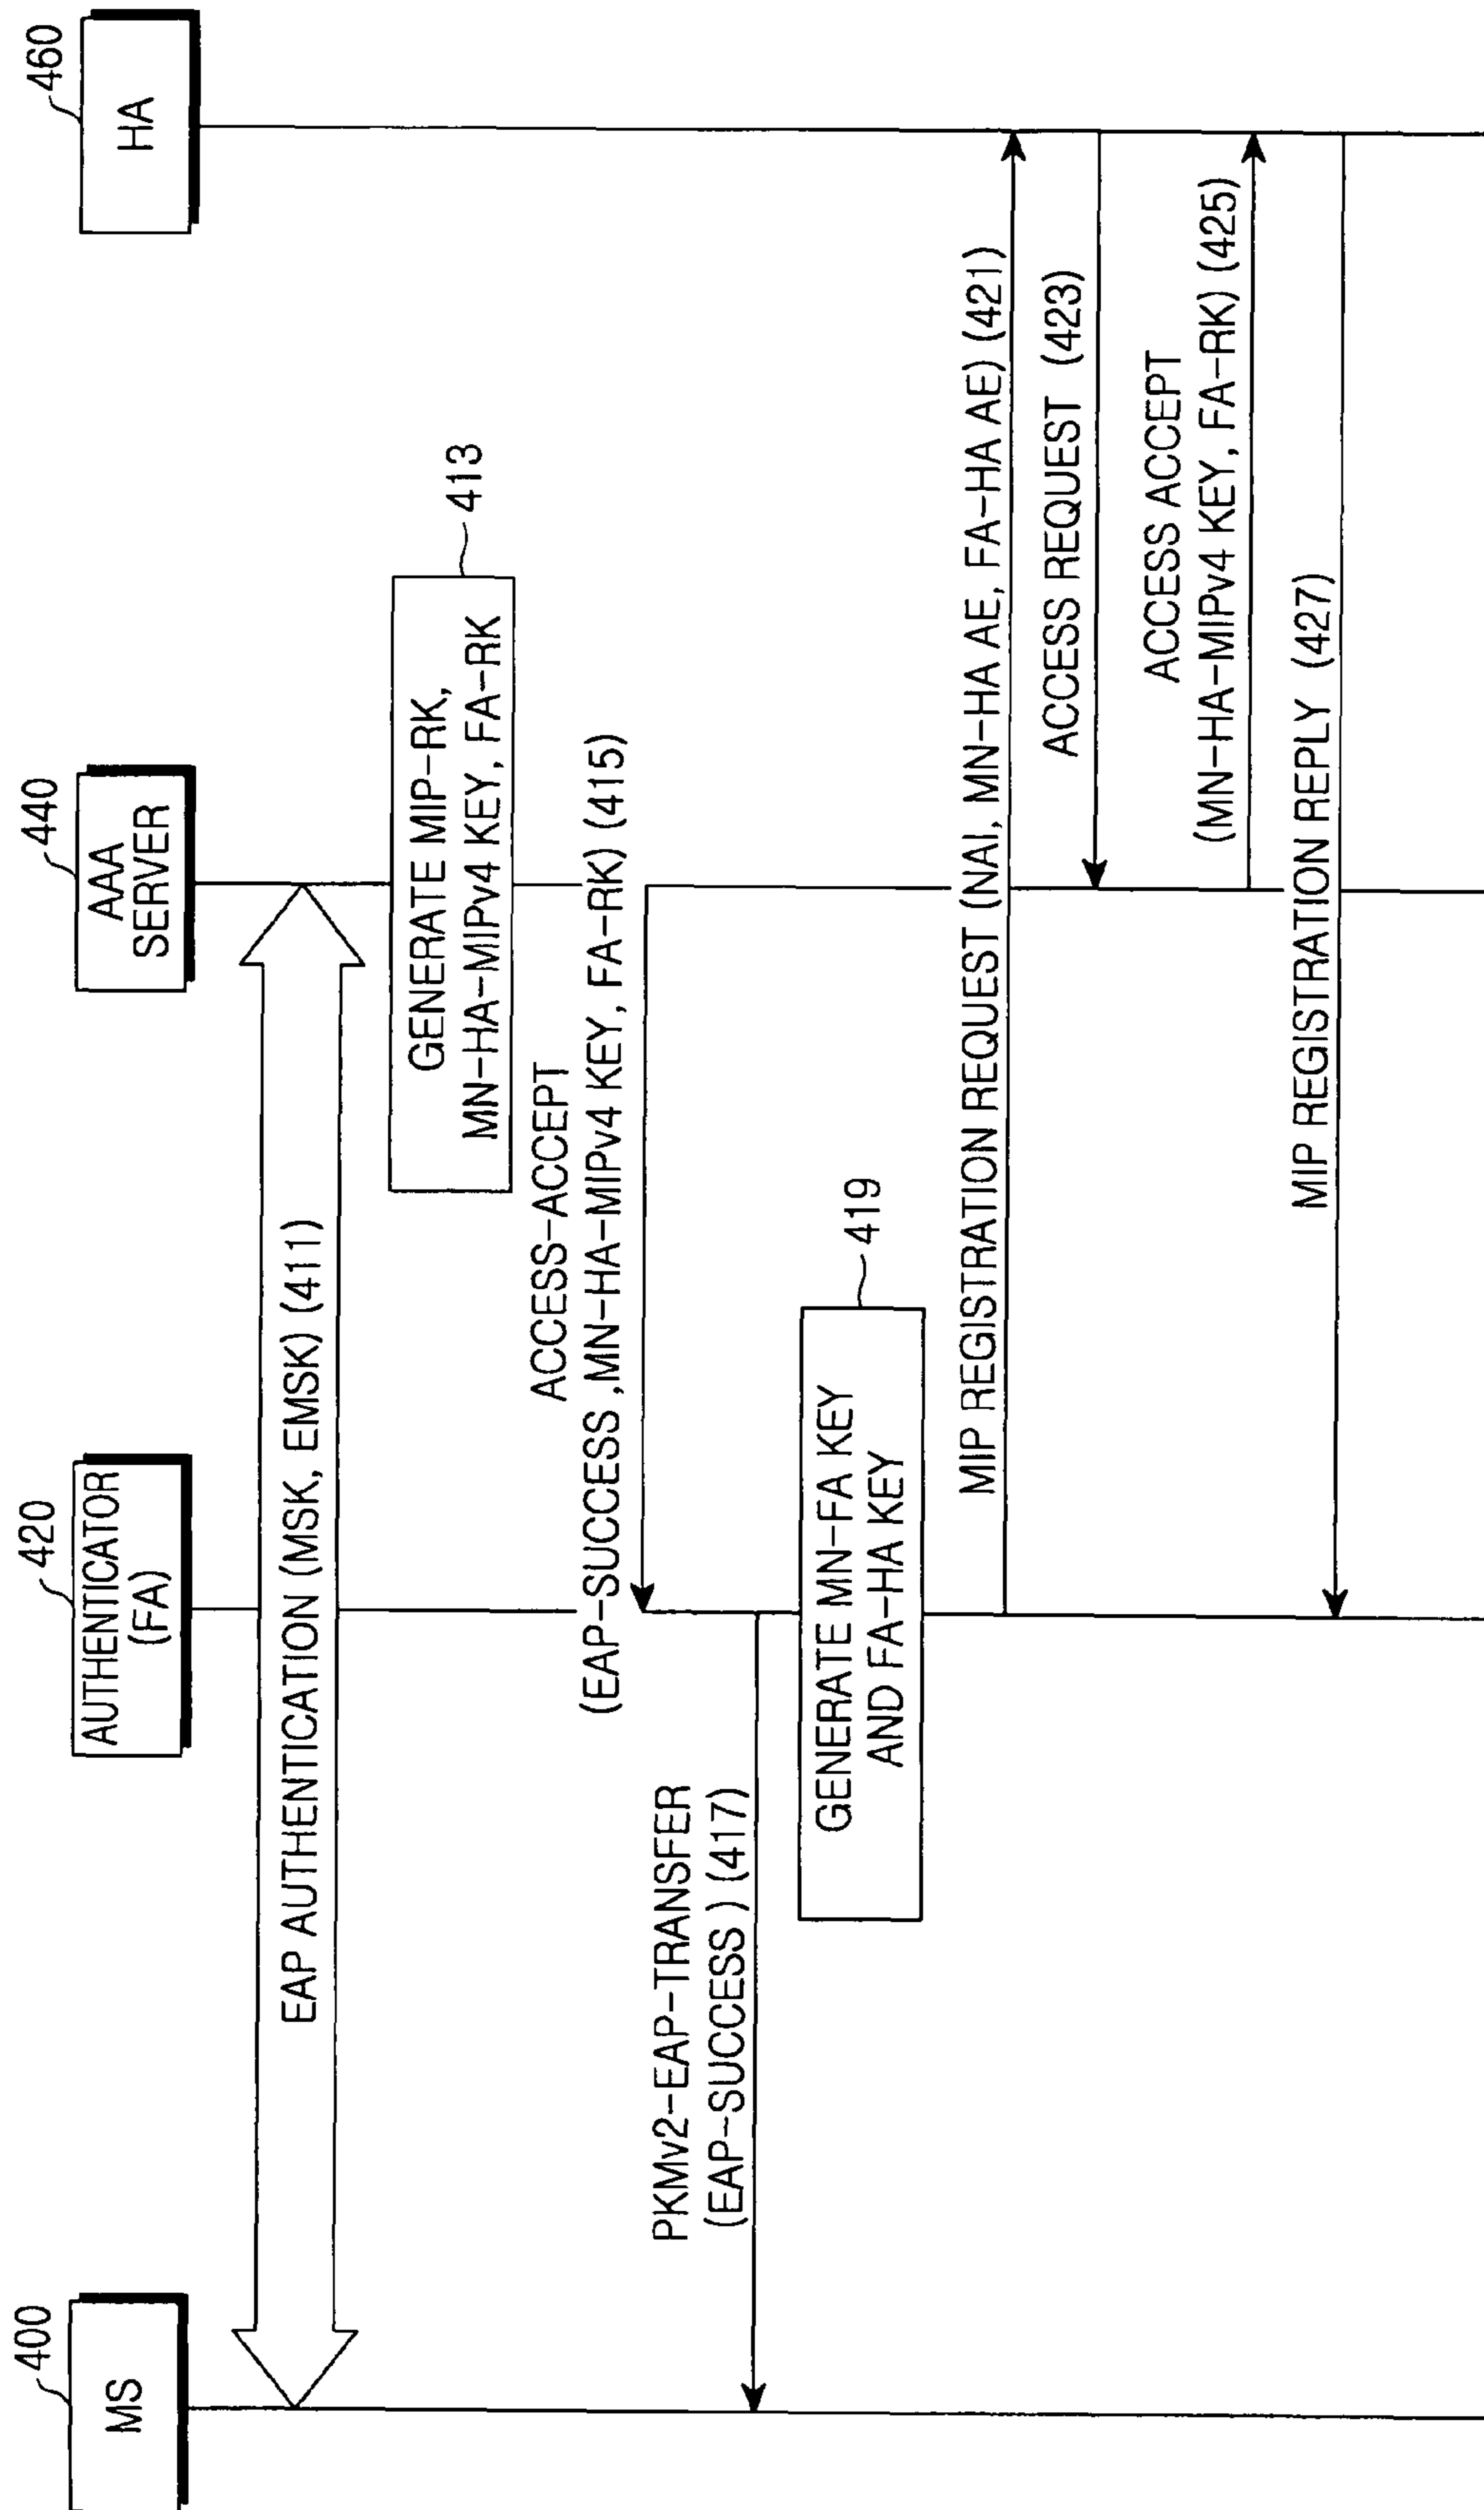 400
MS
420
AUTHENTICATOR
(FA)
440
AAA
SERVER
460
HA
EAP AUTHENTICATION (MSK, EMSK) (411)
GENERATE MIP-RK,
MN-HA-MIPv4 KEY, FA-RK
413
ACCESS-ACCEPT
(EAP-SUCCESS ,MN-HA-MIPv4 KEY, FA-RK) (415)
PKMv2-EAP-TRANSFER
(EAP-SUCCESS ) (417)
GENERATE MN-FA KEY
AND FA-HA KEY
419
MIP REGISTRATION REQUEST (NAI, MN-HA AE, FA-HA AE) (421)
ACCESS REQUEST (423)
ACCESS ACCEPT
(MN-HA-MIPv4 KEY, FA-RK) (425)
MIP REGISTRATION REPLY (427)